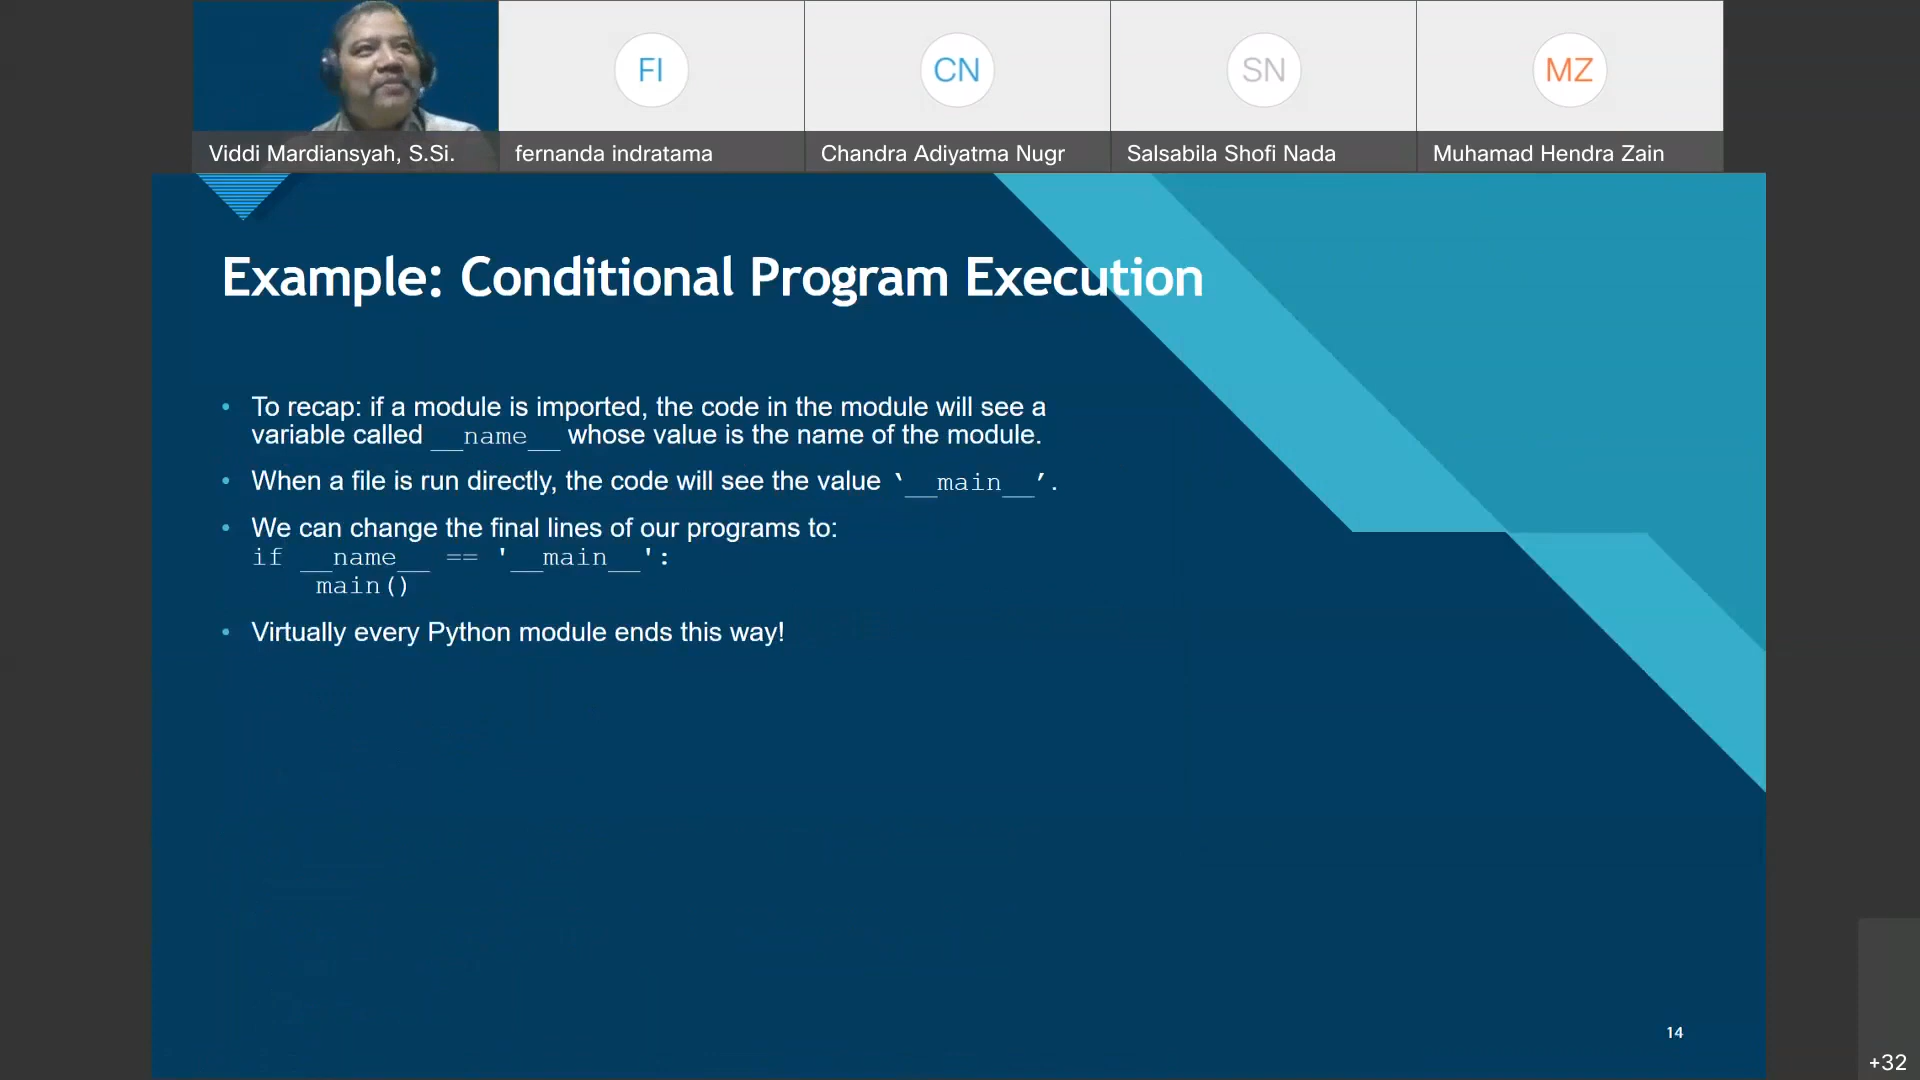 FI
CN
SN
MZ
Viddi Mardiansyah, S.Si.
fernanda indratama
Chandra Adiyatma Nugr
Salsabila Shofi Nada
Muhamad Hendra Zain
Example: Conditional Program Execution
• To recap: if a module is imported, the code in the module will see a
variable called __name__ whose value is the name of the module.
• When a file is run directly, the code will see the value ‘__main__’.
• We can change the final lines of our programs to:
if __name__ == '__main__':
main()
• Virtually every Python module ends this way!
14
+32